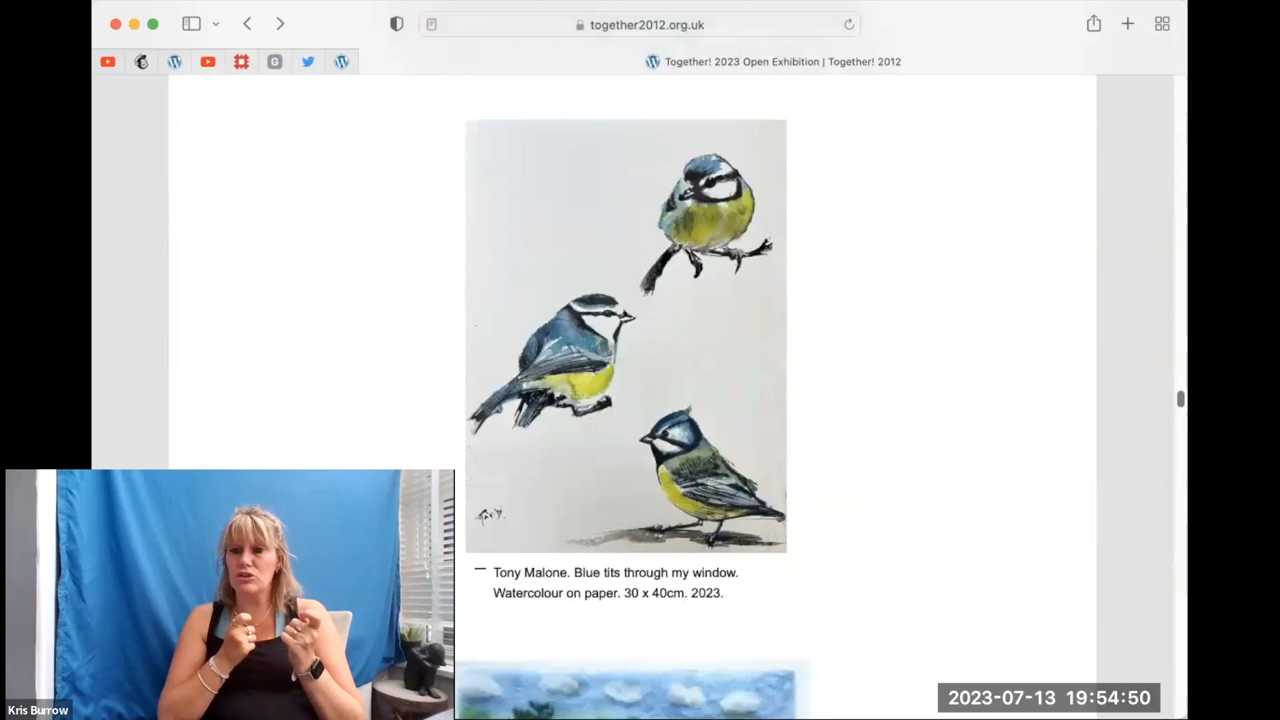 together2012.org.uk
G
Together! 2023 Open Exhibition | Together! 2012
Tony Malone. Blue tits through my window.
Watercolour on paper. 30 x 40cm. 2023.
Kris Burrow
2023-07-13 19:54:50